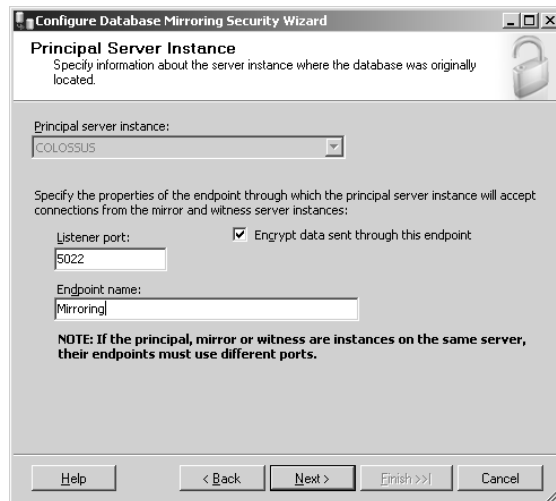 Configure Database Mirroring Security Wizard
Principal Server Instance
Specify information about the server instance where the database was originally
located.
Principal server instance:
COLOSSUS
Specify the properties of the endpoint through which the principal server instance will accept
connections from the mirror and witness server instances:
Listener port:
Encrypt data sent through this endpoint
5022
Endpoint name:
Mirroring
NOTE: If the principal, mirror or witness are instances on the same server,
their endpoints must use different ports.
Help
< Back
Next >
Finish >>|
Cancel